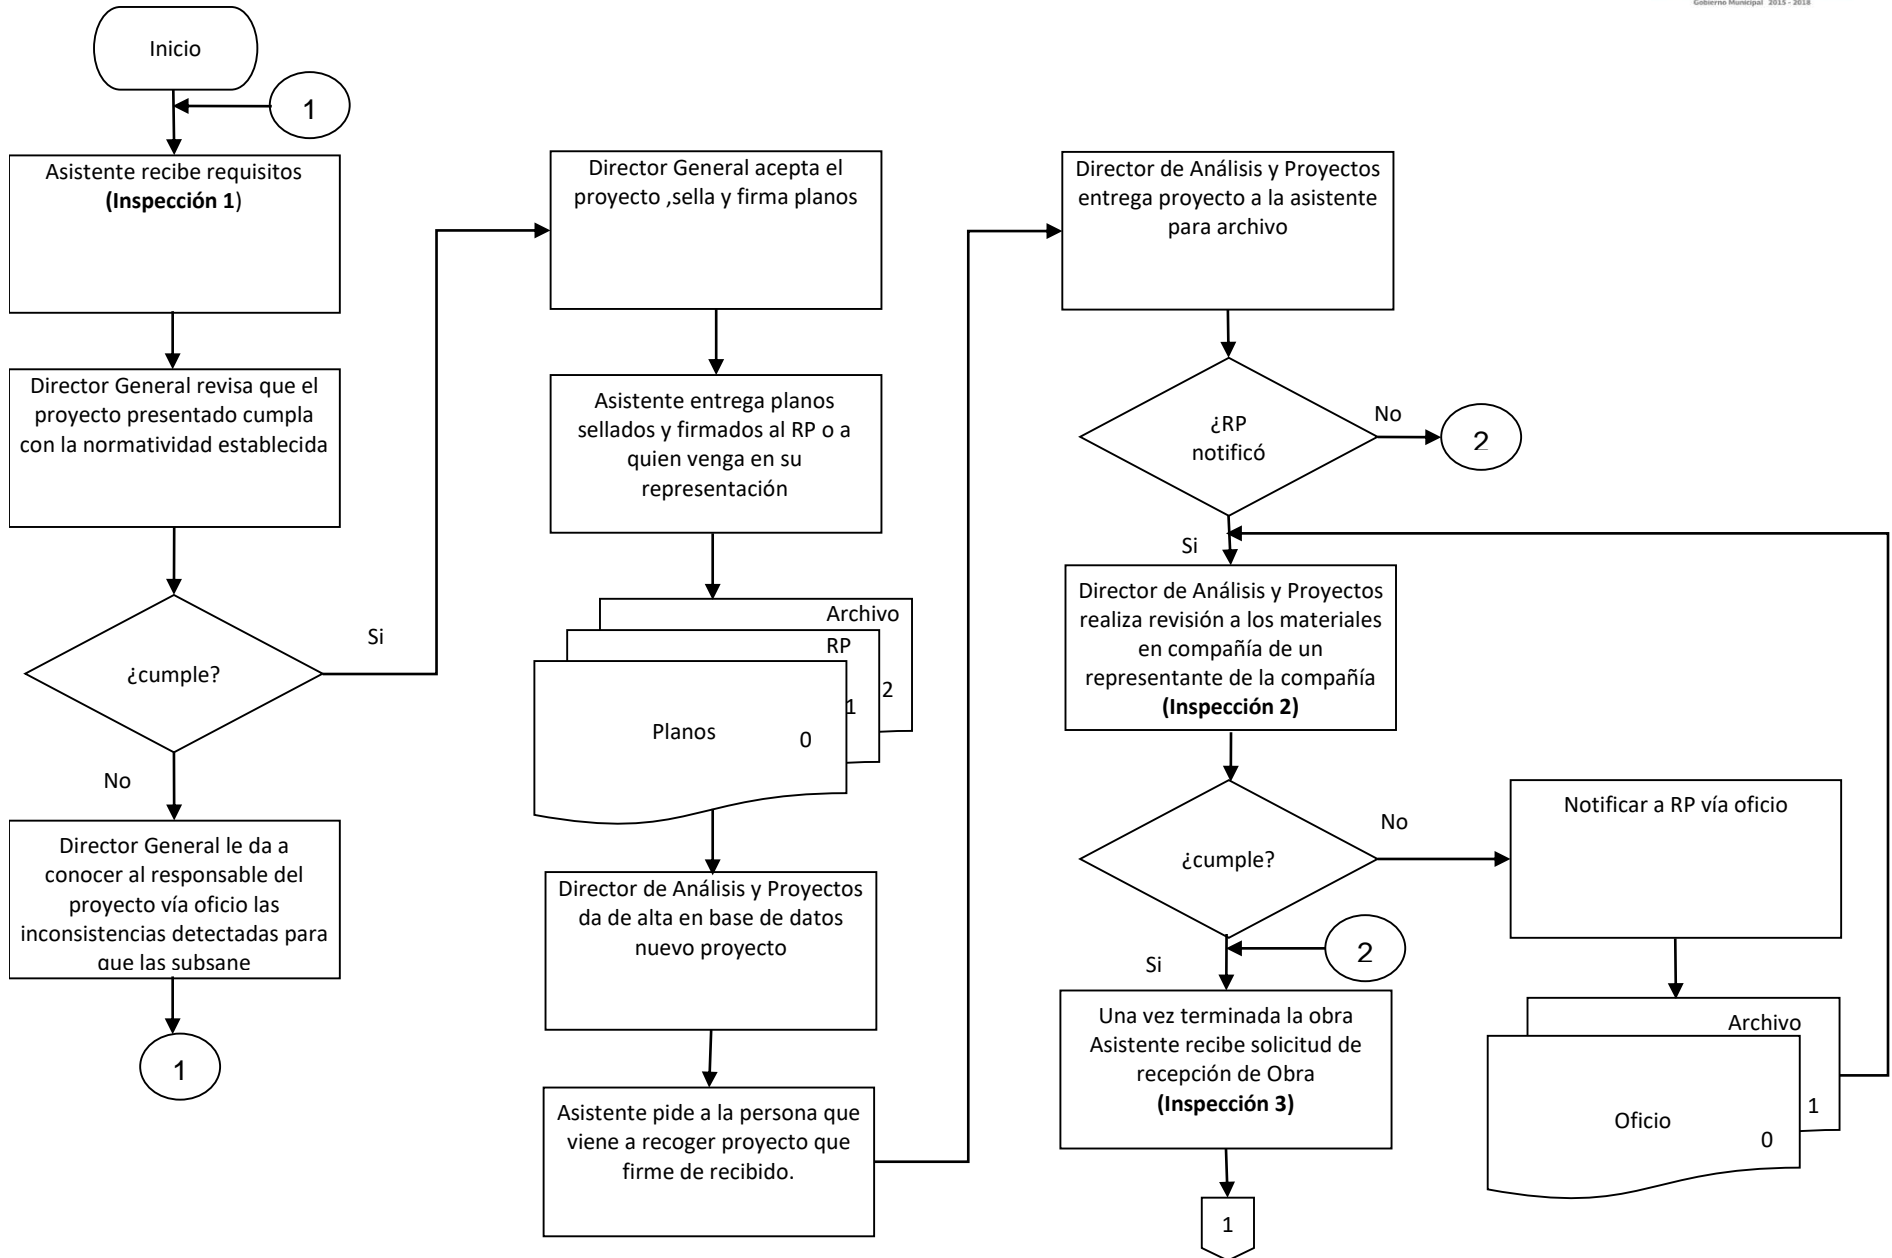 Gobierno Municipal 2015 - 2018
Inicio
1
Asistente recibe requisitos
(Inspección 1)
Director General revisa que el
proyecto presentado cumpla
con la normatividad establecida
¿cumple?
Si
No
Director General le da a
conocer al responsable del
proyecto vía oficio las
inconsistencias detectadas para
que las subsane
1
Director General acepta el
proyecto ,sella y firma planos
Asistente entrega planos
sellados y firmados al RP o a
quien venga en su
representación
Archivo
2
RP
1
Planos
0
Director de Análisis y Proyectos
da de alta en base de datos
nuevo proyecto
Asistente pide a la persona que
viene a recoger proyecto que
firme de recibido.
Director de Análisis y Proyectos
entrega proyecto a la asistente
para archivo
¿RP
notificó
No
2
Si
Director de Análisis y Proyectos
realiza revisión a los materiales
en compañía de un
representante de la compañía
(Inspección 2)
¿cumple?
No
Notificar a RP vía oficio
Archivo
1
Oficio
0
Si
2
Una vez terminada la obra
Asistente recibe solicitud de
recepción de Obra
(Inspección 3)
1